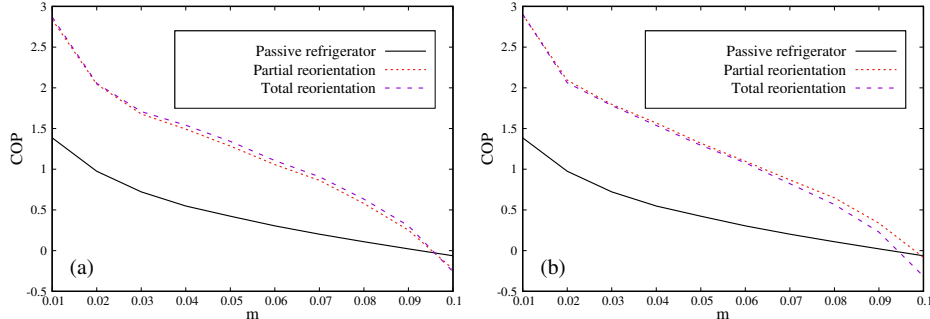 3
2.5
2
1.5
1
0.5
0
-0.5
COP
Passive refrigerator
Partial reorientation
Total reorientation
(a)
0.01 0.02 0.03 0.04 0.05 0.06 0.07 0.08 0.09 0.1
m
3
2.5
2
1.5
1
0.5
0
-0.5
COP
Passive refrigerator
Partial reorientation
Total reorientation
(b)
0.01 0.02 0.03 0.04 0.05 0.06 0.07 0.08 0.09 0.1
m